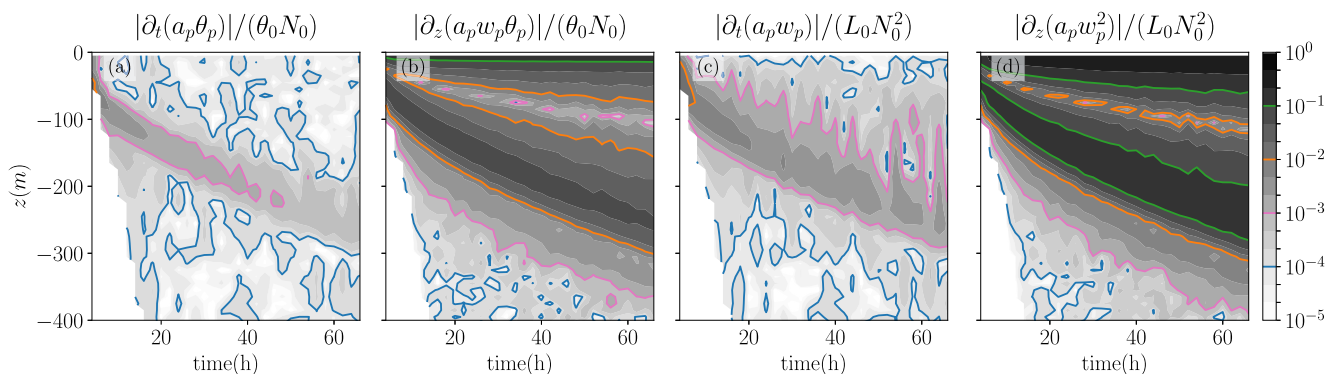 |∂ₜ(aₚθₚ)|/(θ₀N₀) |∂_z(aₚwₚθₚ)|/(θ₀N₀) |∂ₜ(aₚwₚ)|/(L₀N₀²) |∂_z(aₚwₚ²)|/(L₀N₀²)
(a) (b) (c) (d)
0
−100
−200
−300
−400
z(m)
20 40 60 20 40 60 20 40 60 20 40 60
time(h) time(h) time(h) time(h)
10⁰
10⁻¹
10⁻²
10⁻³
10⁻⁴
10⁻⁵